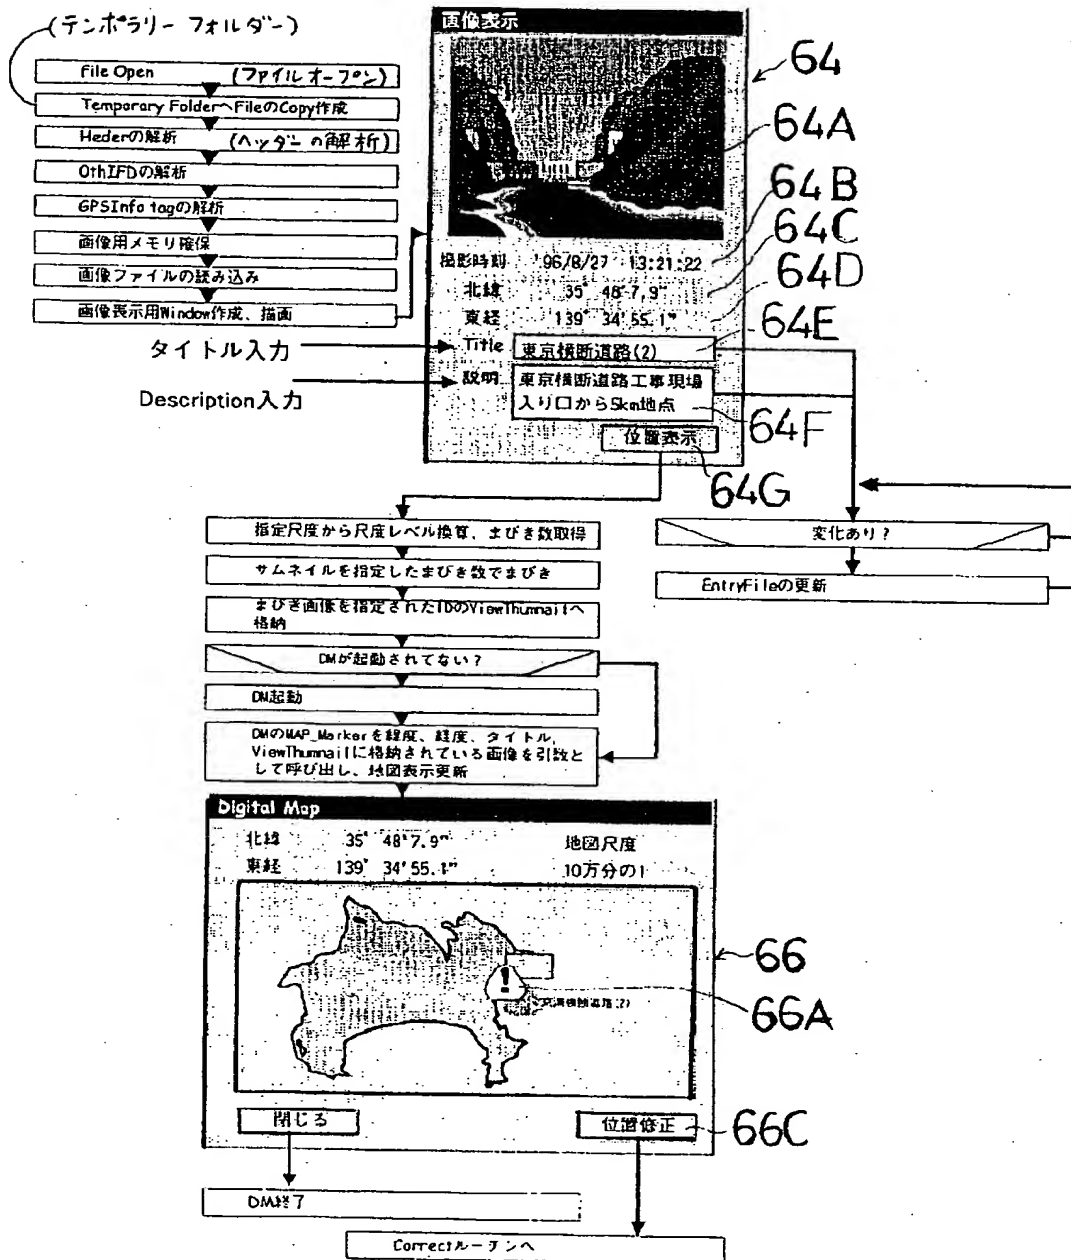 (テンポラリー フォルダー)
File Open (ファイルオープン)
Temporary FolderへFileのCopy作成
Hederの解析 (ヘッダーの解析)
0thIFDの解析
GPSInfo tagの解析
画像用メモリ確保
画像ファイルの読み込み
画像表示用Window作成、描画
タイトル入力
Description入力
画像表示
64
64A
64B
64C
64D
64E
64F
64G
撮影時刻 '96/8/27 13:21:22
北緯 35° 48' 7.9"
東経 139° 34' 55.1"
Title 東京横断道路(2)
説明 東京横断道路工事現場
入り口から5km地点
位置表示
変化あり?
EntryFileの更新
指定尺度から尺度レベル換算、まびき数取得
サムネイルを指定したまびき数でまびき
まびき画像を指定されたIDのViewThumnailへ
格納
DMが起動されてない?
DM起動
DMのMAP_Markerを緯度、経度、タイトル,
ViewThumnailに格納されている画像を引数と
して呼び出し、地図表示更新
Digital Map
北緯 35° 48' 7.9" 地図尺度
東経 139° 34' 55.1" 10万分の1
!
東京横断道路(2)
66
66A
閉じる
位置修正
66C
DM終了
Correctルーチンへ